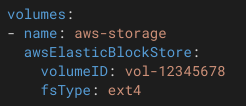 volumes:
- name: aws-storage
  awsElasticBlockStore:
    volumeID: vol-12345678
    fsType: ext4